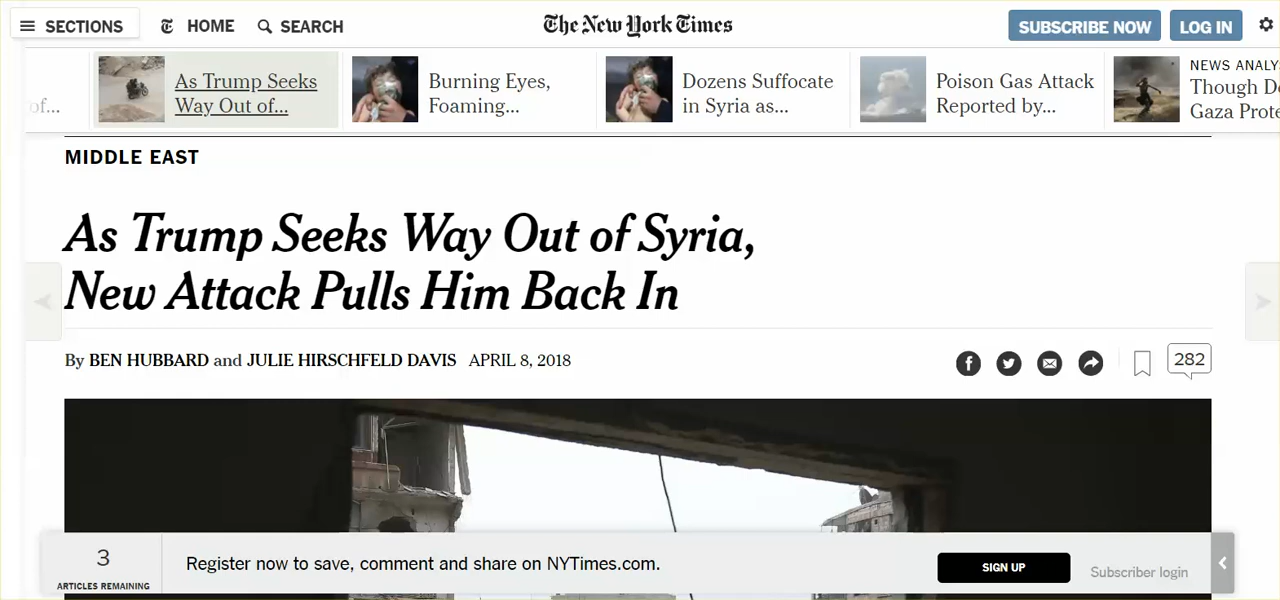 SECTIONS HOME SEARCH The New York Times SUBSCRIBE NOW LOG IN
of...
As Trump Seeks
Way Out of...
Burning Eyes,
Foaming...
Dozens Suffocate
in Syria as...
Poison Gas Attack
Reported by...
NEWS ANALY
Though D
Gaza Prote
MIDDLE EAST
As Trump Seeks Way Out of Syria,
New Attack Pulls Him Back In
By BEN HUBBARD and JULIE HIRSCHFELD DAVIS APRIL 8, 2018
282
3
ARTICLES REMAINING
Register now to save, comment and share on NYTimes.com.
SIGN UP
Subscriber login